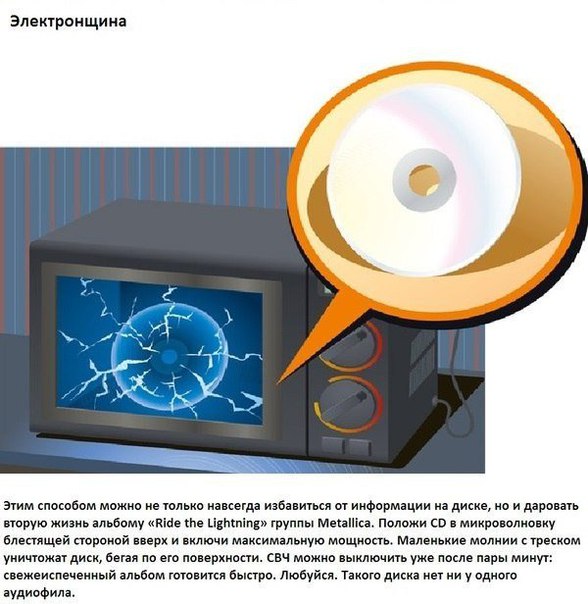 Электронщина
Этим способом можно не только навсегда избавиться от информации на диске, но и даровать
вторую жизнь альбому «Ride the Lightning» группы Metallica. Положи CD в микроволновку
блестящей стороной вверх и включи максимальную мощность. Маленькие молнии с треском
уничтожат диск, бегая по его поверхности. СВЧ можно выключить уже после пары минут:
свежеиспеченный альбом готовится быстро. Любуйся. Такого диска нет ни у одного
аудиофила.